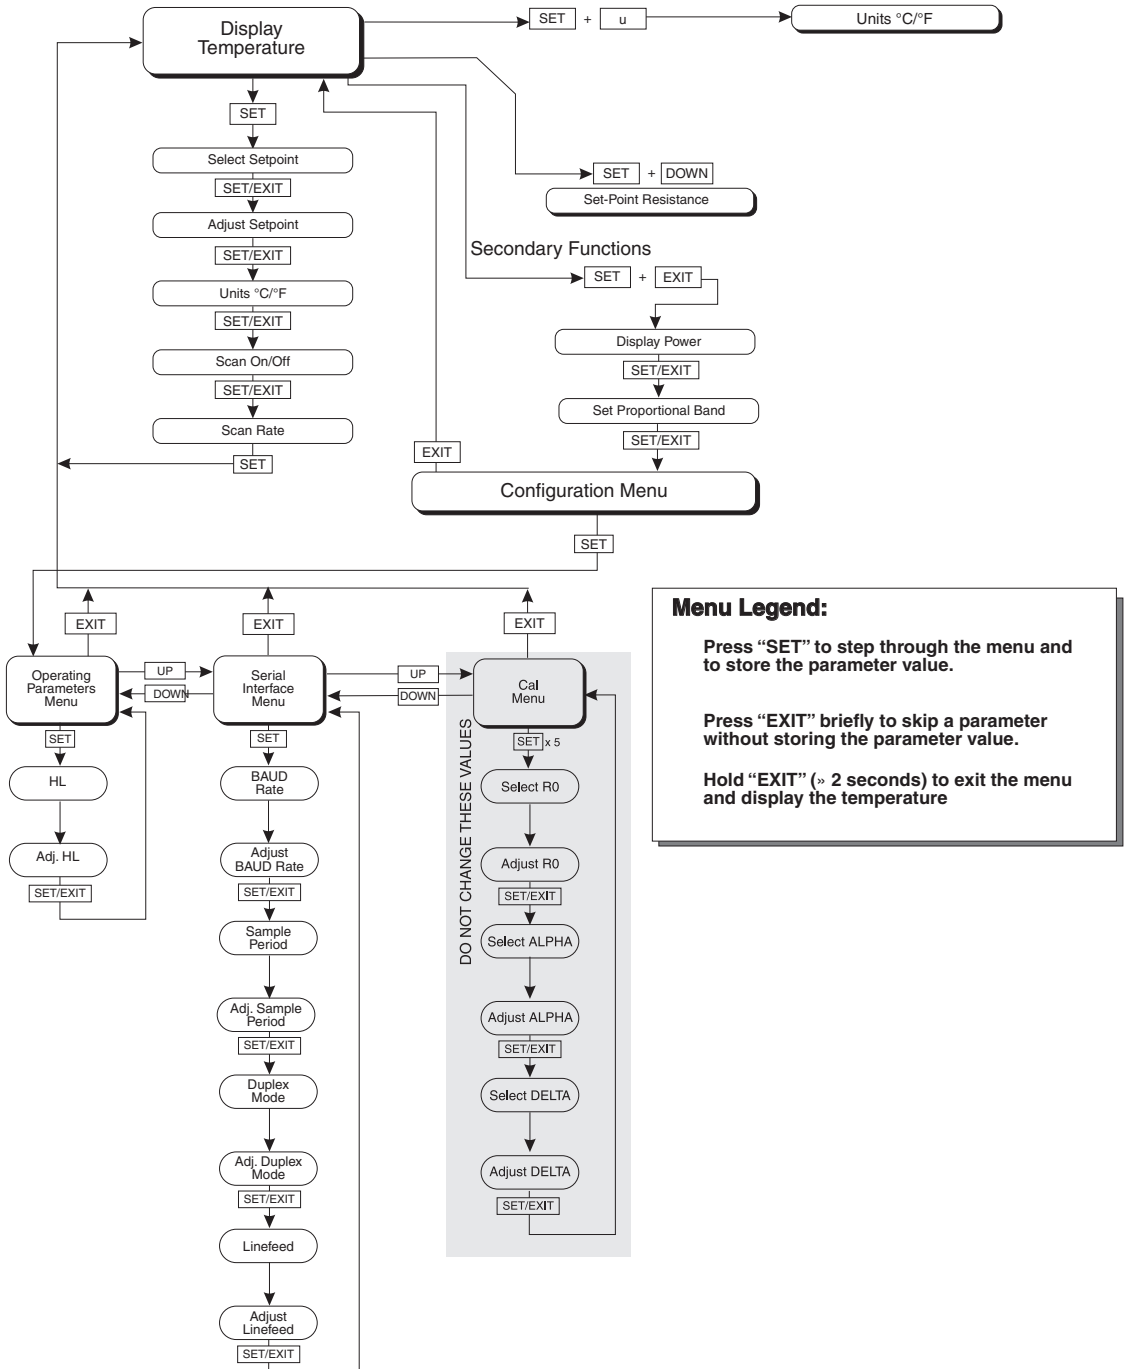 Display
Temperature
SET + u
Units °C/°F
SET
Select Setpoint
SET/EXIT
Adjust Setpoint
SET/EXIT
Units °C/°F
SET/EXIT
Scan On/Off
SET/EXIT
Scan Rate
SET
SET + DOWN
Set-Point Resistance
Secondary Functions
SET + EXIT
Display Power
SET/EXIT
Set Proportional Band
SET/EXIT
EXIT
Configuration Menu
SET
EXIT
EXIT
EXIT
Operating
Parameters
Menu
UP
DOWN
Serial
Interface
Menu
UP
DOWN
Cal
Menu
SET
HL
Adj. HL
SET/EXIT
SET
BAUD
Rate
Adjust
BAUD Rate
SET/EXIT
Sample
Period
Adj. Sample
Period
SET/EXIT
Duplex
Mode
Adj. Duplex
Mode
SET/EXIT
Linefeed
Adjust
Linefeed
SET/EXIT
DO NOT CHANGE THESE VALUES
SET x 5
Select R0
Adjust R0
SET/EXIT
Select ALPHA
Adjust ALPHA
SET/EXIT
Select DELTA
Adjust DELTA
SET/EXIT
Menu Legend:
Press “SET” to step through the menu and
to store the parameter value.
Press “EXIT” briefly to skip a parameter
without storing the parameter value.
Hold “EXIT” (» 2 seconds) to exit the menu
and display the temperature